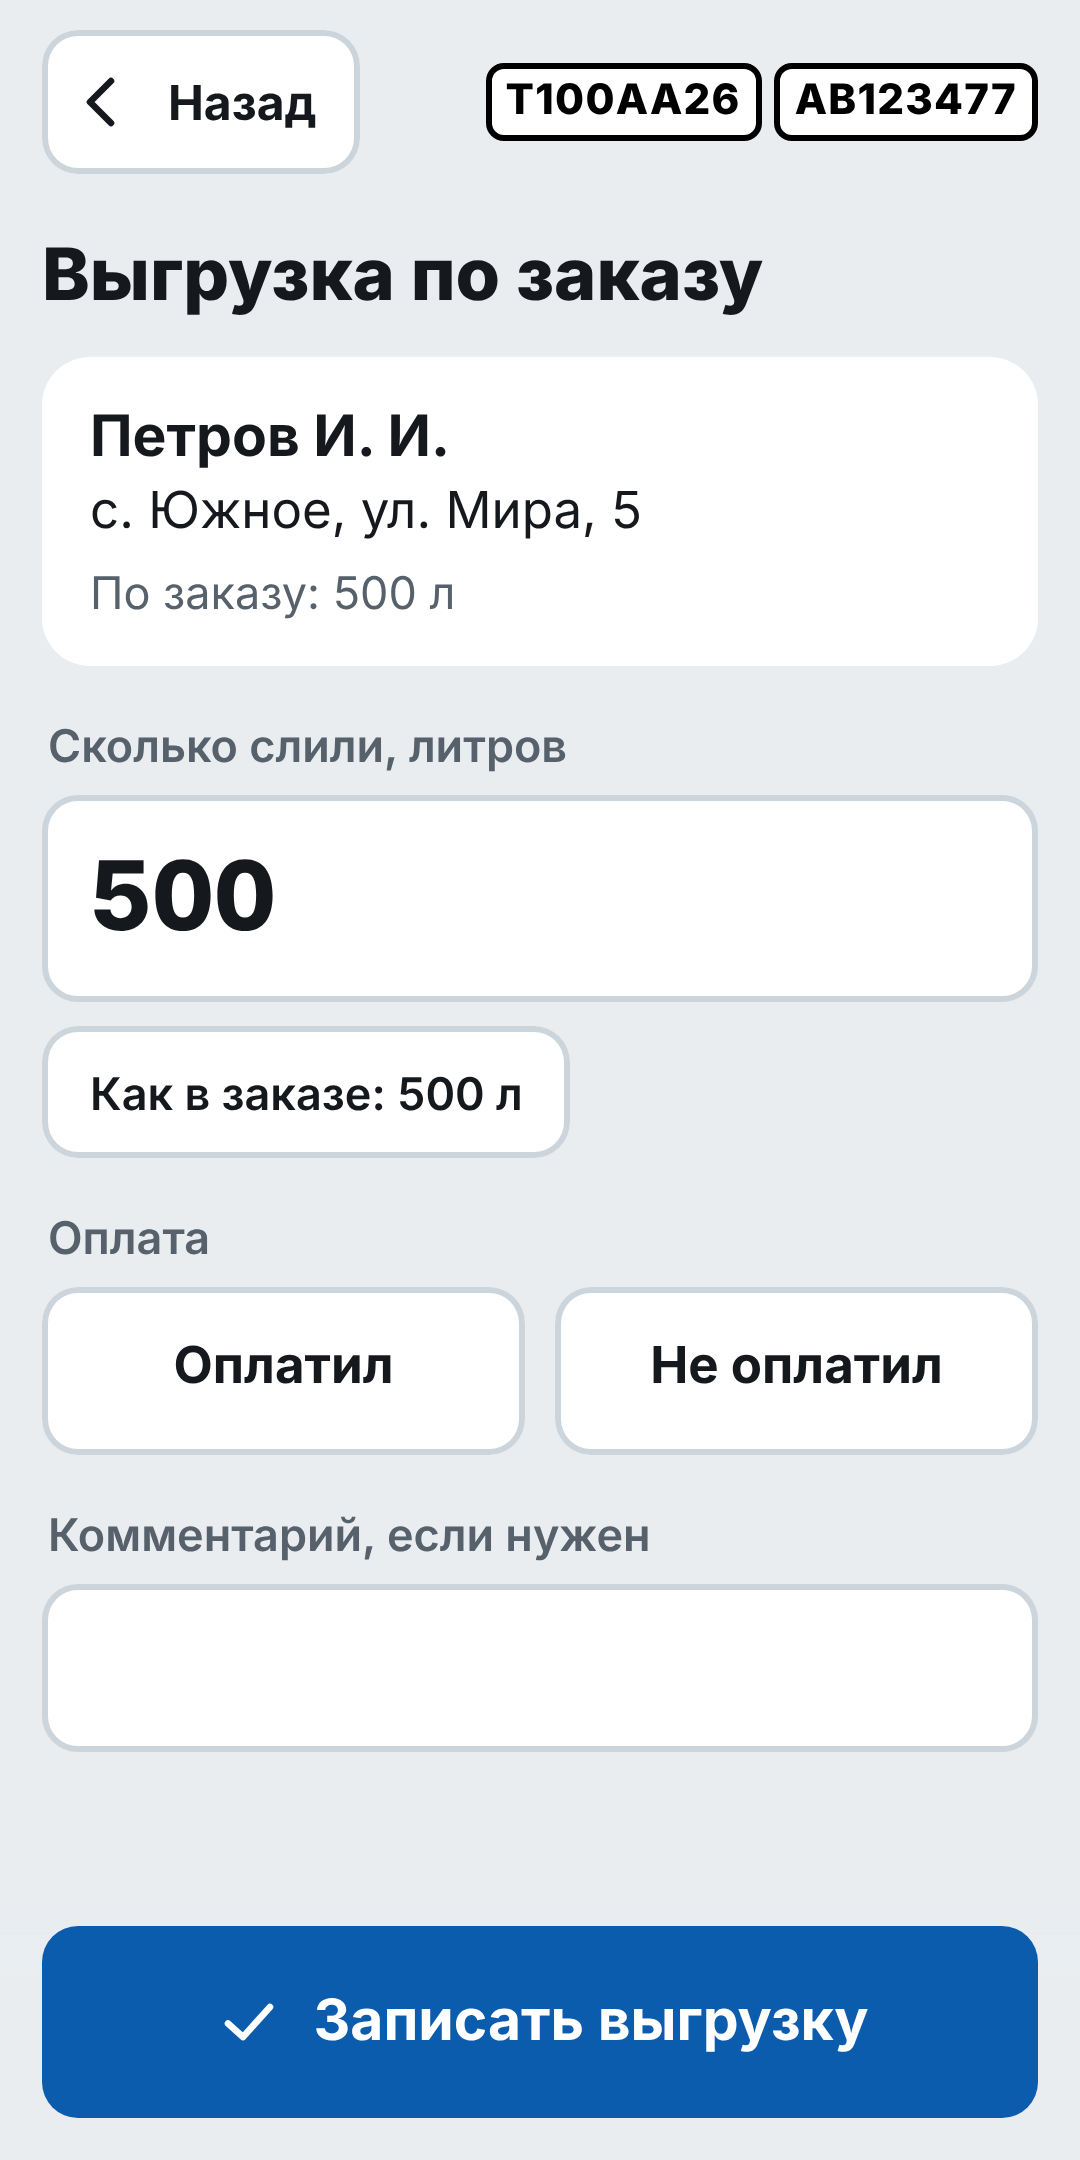 Назад
Т100АА26 АВ123477
Выгрузка по заказу
Петров И. И.
с. Южное, ул. Мира, 5
По заказу: 500 л
Сколько слили, литров
500
Как в заказе: 500 л
Оплата
Оплатил
Не оплатил
Комментарий, если нужен
Записать выгрузку